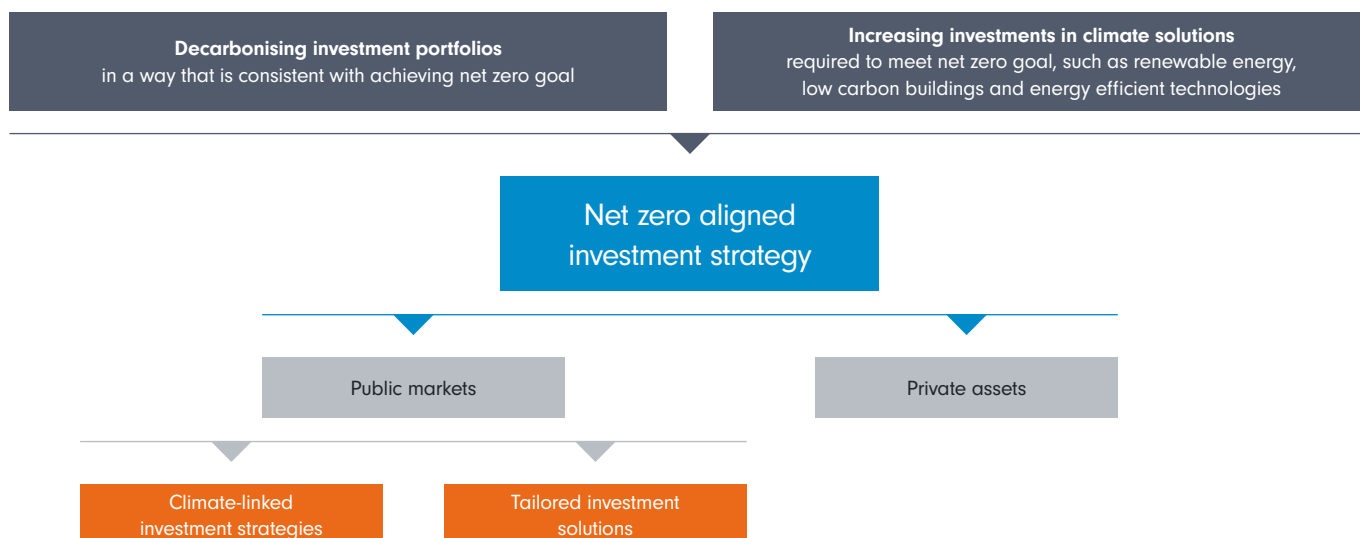 Decarbonising investment portfolios
in a way that is consistent with achieving net zero goal
Increasing investments in climate solutions
required to meet net zero goal, such as renewable energy,
low carbon buildings and energy efficient technologies
Net zero aligned
investment strategy
Public markets
Private assets
Climate-linked
investment strategies
Tailored investment
solutions